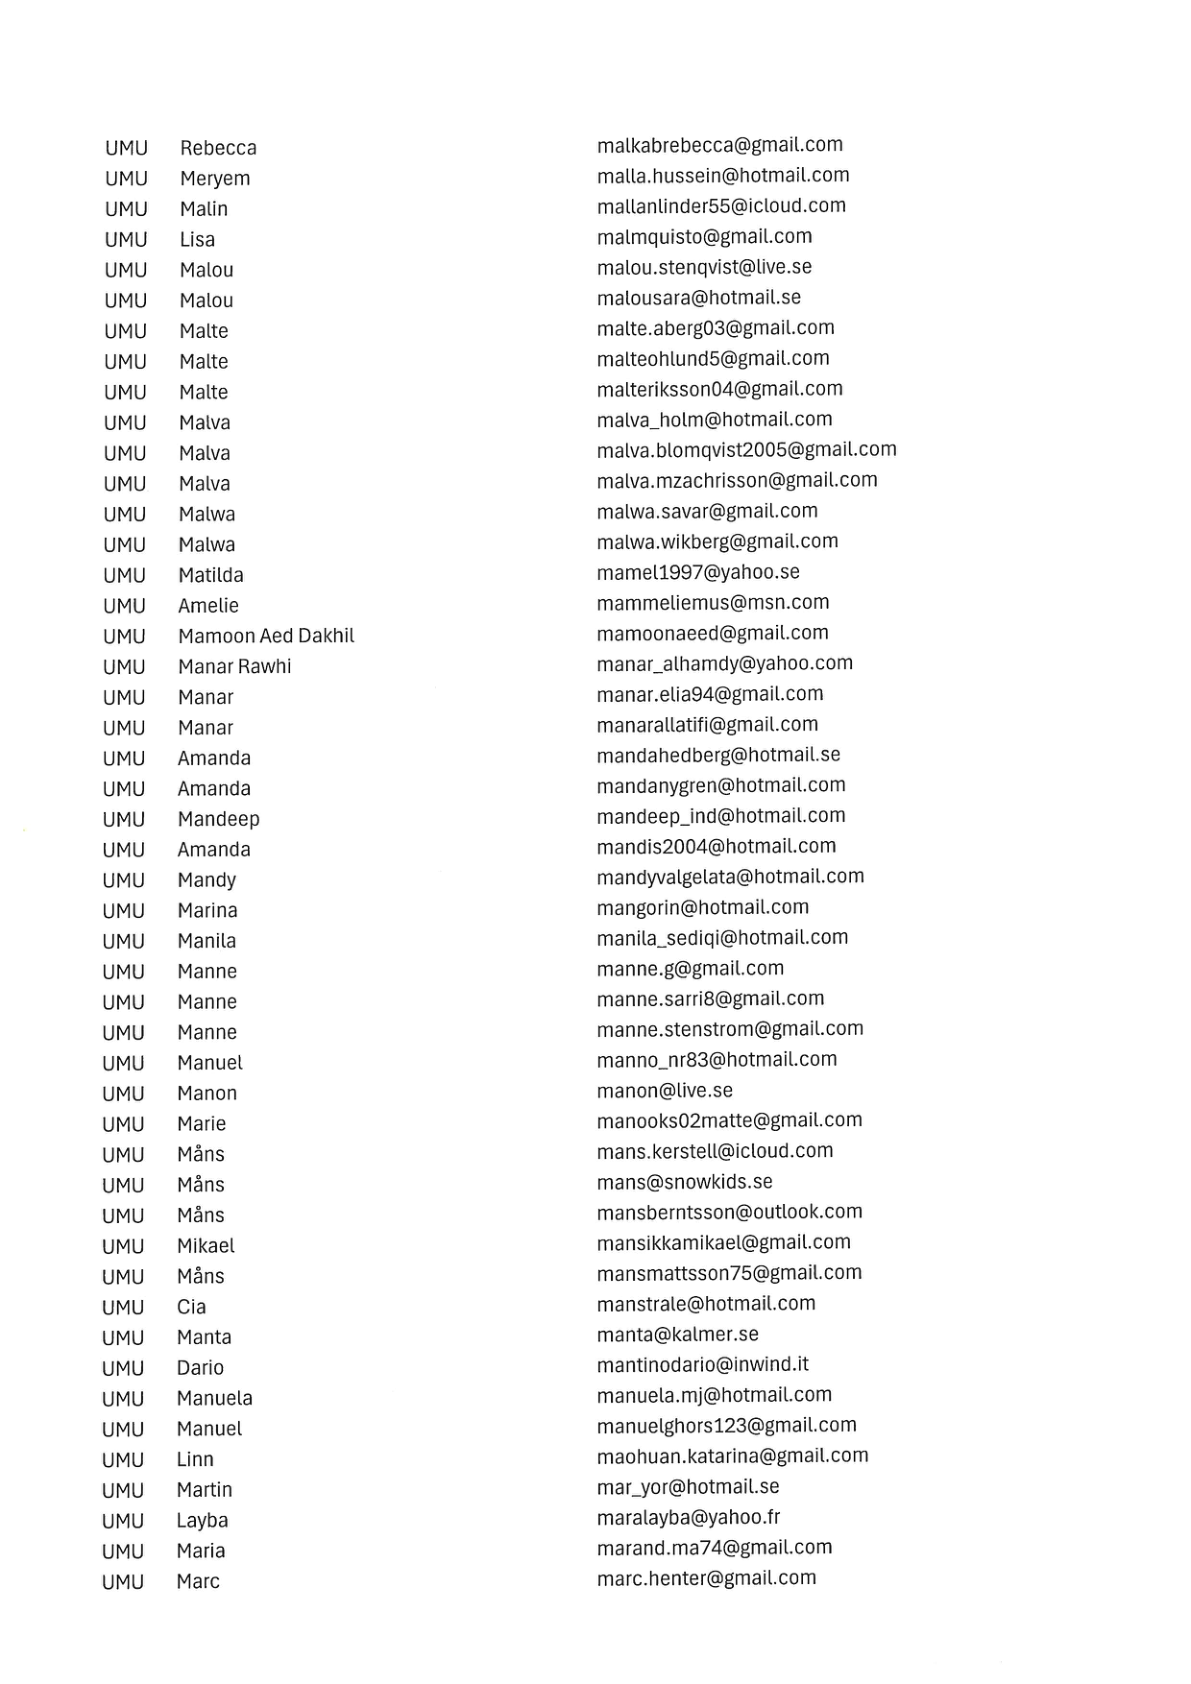 UMU Rebecca malkabrebecca@gmail.com
UMU Meryem malla.hussein@hotmail.com
UMU Malin mallanlinder55@icloud.com
UMU Lisa malmquisto@gmail.com
UMU Malou malou.stenqvist@live.se
UMU Malou malousara@hotmail.se
UMU Malte malte.aberg03@gmail.com
UMU Malte malteohlund5@gmail.com
UMU Malte malteriksson04@gmail.com
UMU Malva malva_holm@hotmail.com
UMU Malva malva.blomqvist2005@gmail.com
UMU Malva malva.mzachrisson@gmail.com
UMU Malwa malwa.savar@gmail.com
UMU Malwa malwa.wikberg@gmail.com
UMU Matilda mamel1997@yahoo.se
UMU Amelie mammeliemus@msn.com
UMU Mamoon Aed Dakhil mamoonaeed@gmail.com
UMU Manar Rawhi manar_alhamdy@yahoo.com
UMU Manar manar.elia94@gmail.com
UMU Manar manarallatifi@gmail.com
UMU Amanda mandahedberg@hotmail.se
UMU Amanda mandanygren@hotmail.com
UMU Mandeep mandeep_ind@hotmail.com
UMU Amanda mandis2004@hotmail.com
UMU Mandy mandyvalgelata@hotmail.com
UMU Marina mangorin@hotmail.com
UMU Manila manila_sediqi@hotmail.com
UMU Manne manne.g@gmail.com
UMU Manne manne.sarri8@gmail.com
UMU Manne manne.stenstrom@gmail.com
UMU Manuel manno_nr83@hotmail.com
UMU Manon manon@live.se
UMU Marie manooks02matte@gmail.com
UMU Måns mans.kerstell@icloud.com
UMU Måns mans@snowkids.se
UMU Måns mansberntsson@outlook.com
UMU Mikael mansikkamikael@gmail.com
UMU Måns mansmattsson75@gmail.com
UMU Cia manstrale@hotmail.com
UMU Manta manta@kalmer.se
UMU Dario mantinodario@inwind.it
UMU Manuela manuela.mj@hotmail.com
UMU Manuel manuelghors123@gmail.com
UMU Linn maohuan.katarina@gmail.com
UMU Martin mar_yor@hotmail.se
UMU Layba maralayba@yahoo.fr
UMU Maria marand.ma74@gmail.com
UMU Marc marc.henter@gmail.com